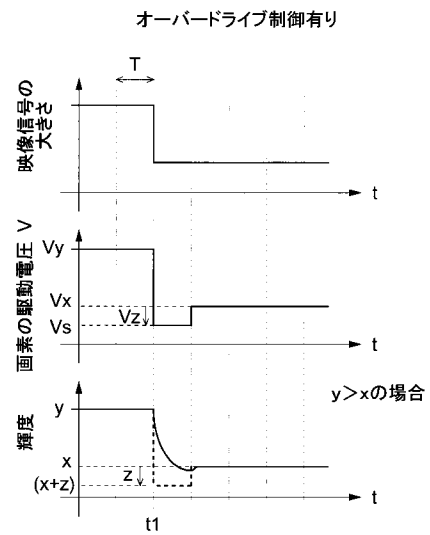 オーバードライブ制御有り
T
映像信号の
大きさ
t
画素の駆動電圧 V
Vy
Vx
Vs
Vz
t
y>xの場合
輝度
y
x
(x+z)
z
t
t1